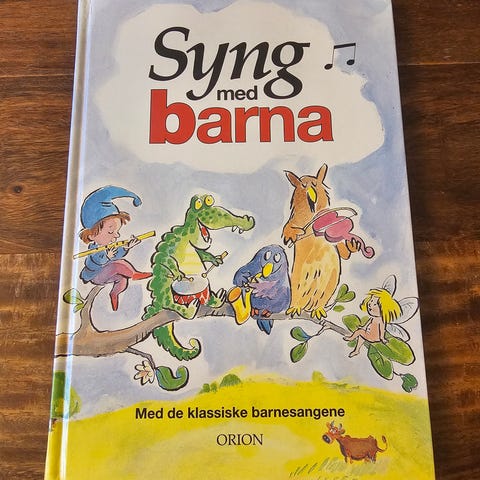 Syng
med
barna
Med de klassiske barnesangene
ORION